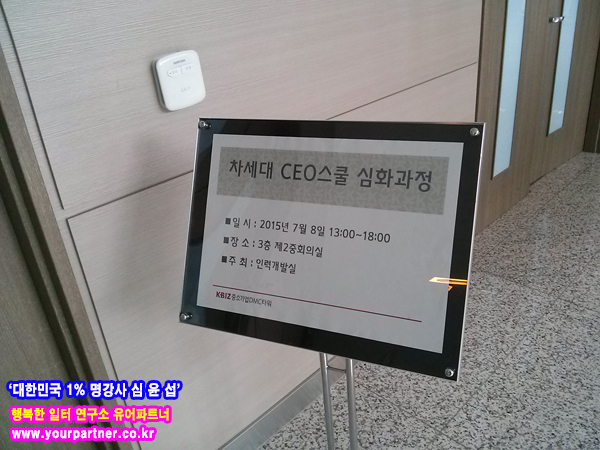 차세대 CEO스쿨 심화과정
■일 시 : 2015년 7월 8일 13:00~18:00
■장 소 : 3층 제2중회의실
■주 최 : 인력개발실
KBIZ 중소기업DMC타워
‘대한민국 1% 명강사 심 윤 섭’
행복한 일터 연구소 유어파트너
www.yourpartner.co.kr